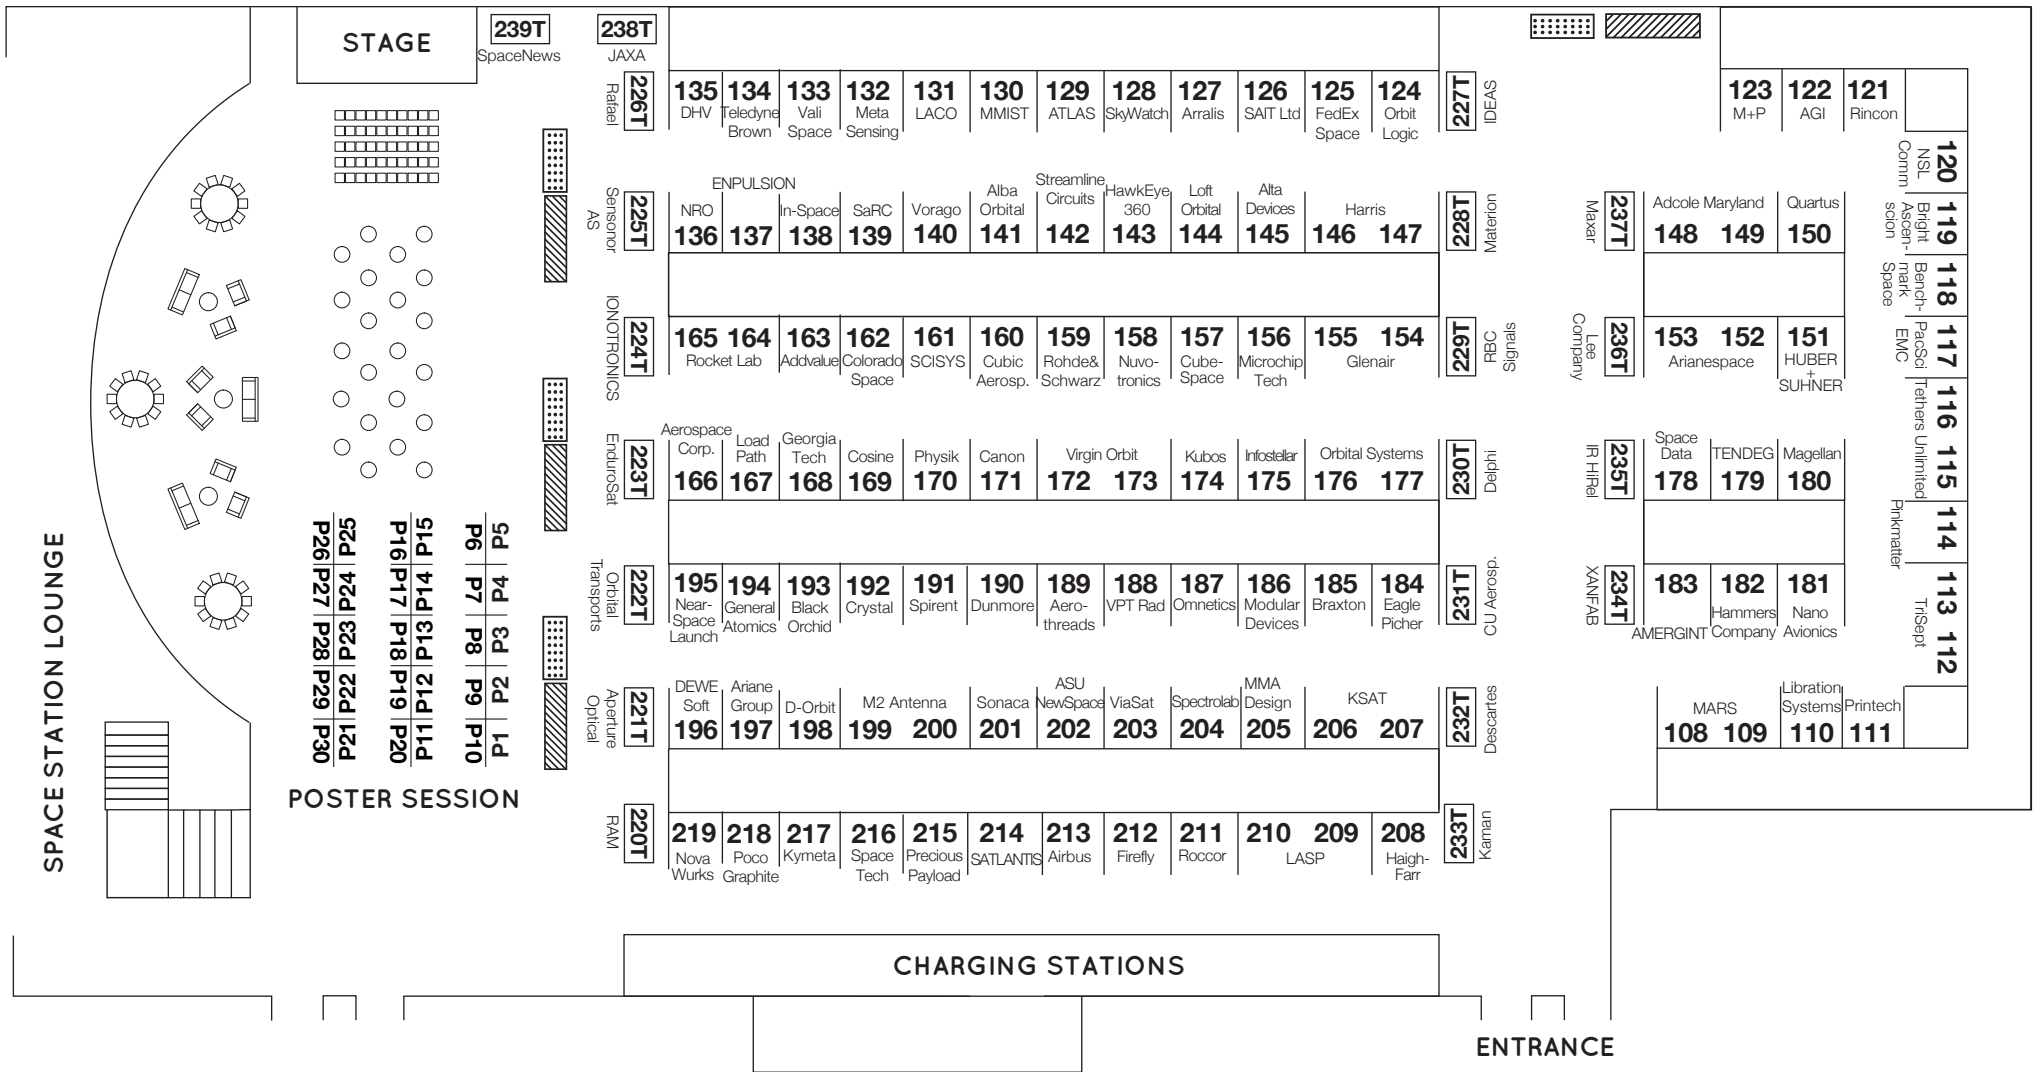 STAGE
239T
SpaceNews
238T
JAXA
226T
Rafael
135
DHV
134
Teledyne
Brown
133
Vali
Space
132
Meta
Sensing
131
LACO
130
MMIST
129
ATLAS
128
SkyWatch
127
Arralis
126
SAIT Ltd
125
FedEx
Space
124
Orbit
Logic
227T
IDEAS
123
M+P
122
AGI
121
Rincon
120
NSL
Comm
119
Bright
Ascen-
scion
118
Bench-
mark
Space
117
PacSci
EMC
116 115
Tethers Unlimited
114
Pinkmatter
113 112
TriSept
225T
Sensonor
AS
NRO
136
ENPULSION
137
In-Space
138
SaRC
139
Vorago
140
Alba
Orbital
141
Streamline
Circuits
142
HawkEye
360
143
Loft
Orbital
144
Alta
Devices
145
Harris
146 147
228T
Materion
237T
Maxar
Adcole Maryland
148 149
Quartus
150
224T
IONOTRONICS
165 164
Rocket Lab
163
Addvalue
162
Colorado
Space
161
SCISYS
160
Cubic
Aerosp.
159
Rohde&
Schwarz
158
Nuvo-
tronics
157
Cube-
Space
156
Microchip
Tech
155 154
Glenair
229T
RBC
Signals
236T
Lee
Company
153 152
Arianespace
151
HUBER
+
SUHNER
223T
EnduroSat
Aerospace
Corp.
166
Load
Path
167
Georgia
Tech
168
Cosine
169
Physik
170
Canon
171
Virgin Orbit
172 173
Kubos
174
Infostellar
175
Orbital Systems
176 177
230T
Delphi
235T
IR HiRel
Space
Data
178
TENDEG
179
Magellan
180
222T
Orbital
Transports
195
Near-
Space
Launch
194
General
Atomics
193
Black
Orchid
192
Crystal
191
Spirent
190
Dunmore
189
Aero-
threads
188
VPT Rad
187
Omnetics
186
Modular
Devices
185
Braxton
184
Eagle
Picher
231T
CU Aerosp.
234T
XANFAB
183
AMERGINT
182
Hammers
Company
181
Nano
Avionics
221T
Aperture
Optical
DEWE
Soft
196
Ariane
Group
197
D-Orbit
198
M2 Antenna
199 200
Sonaca
201
ASU
NewSpace
202
ViaSat
203
Spectrolab
204
MMA
Design
205
KSAT
206 207
232T
Descartes
MARS
108 109
Libration
Systems
110
Printech
111
220T
RAM
219
Nova
Wurks
218
Poco
Graphite
217
Kymeta
216
Space
Tech
215
Precious
Payload
214
SATLANTIS
213
Airbus
212
Firefly
211
Roccor
210 209
LASP
208
Haigh-
Farr
233T
Kaman
P26 P27 P28 P29 P30
P25 P24 P23 P22 P21
P16 P17 P18 P19 P20
P15 P14 P13 P12 P11
P6 P7 P8 P9 P10
P5 P4 P3 P2 P1
POSTER SESSION
SPACE STATION LOUNGE
CHARGING STATIONS
ENTRANCE